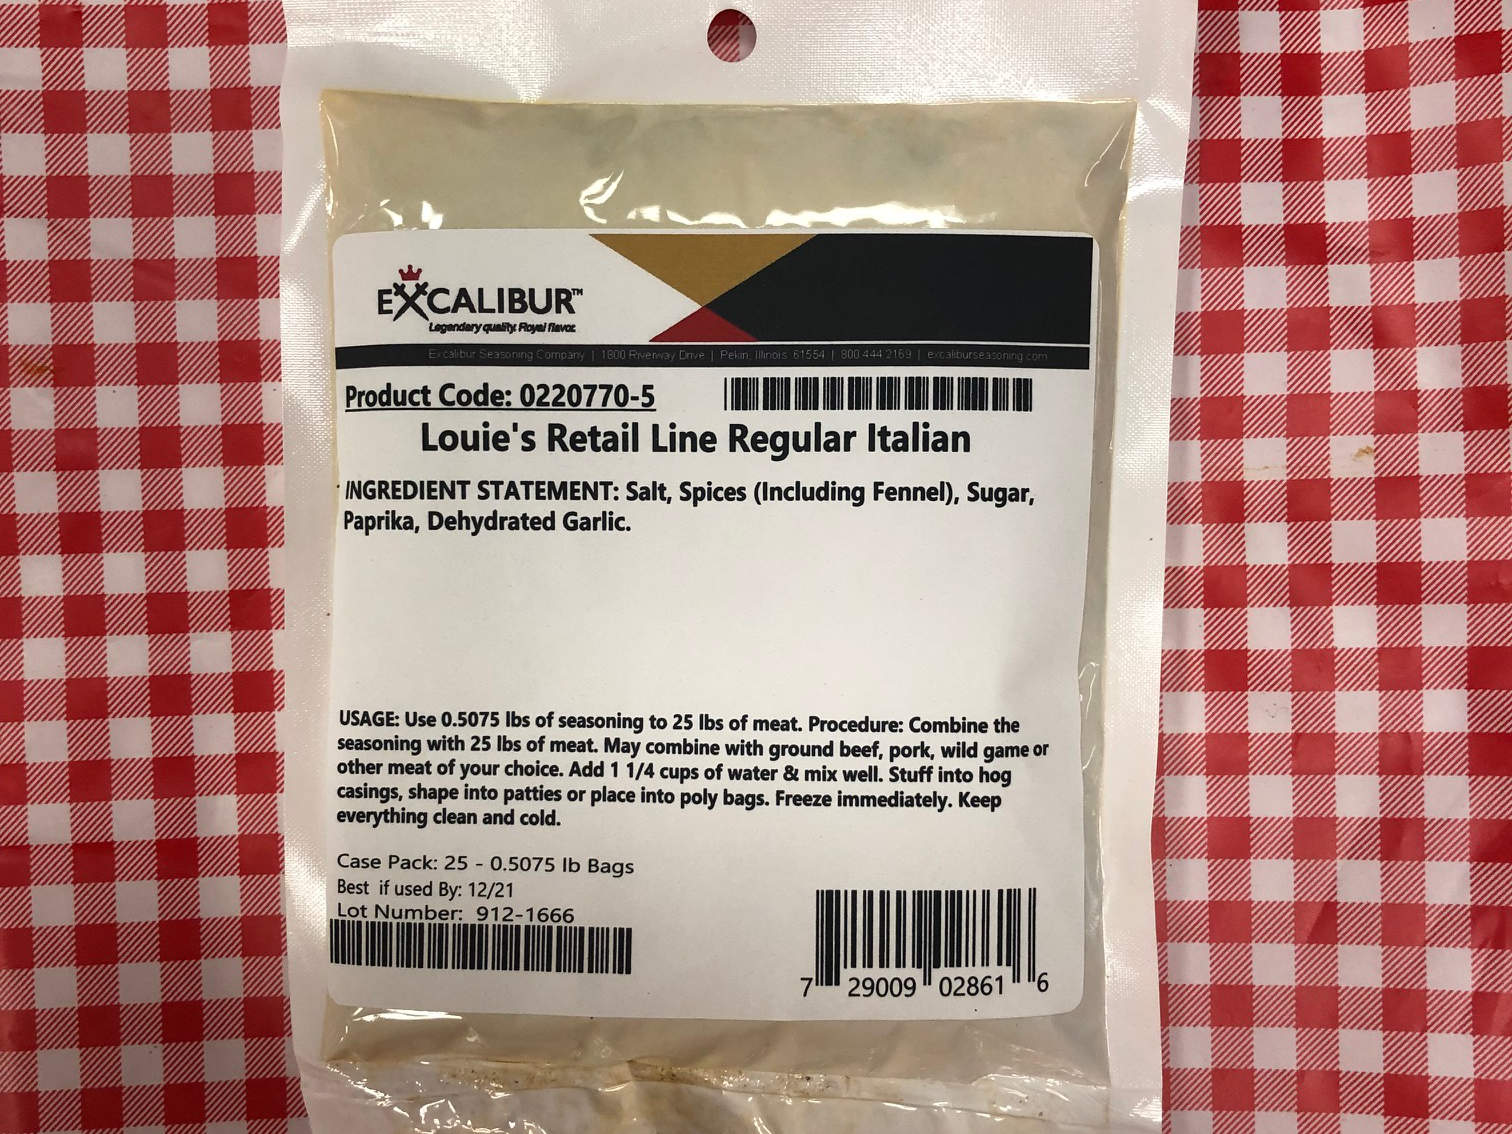 EXCALIBUR™
Legendary quality. Royal flavor.
Excalibur Seasoning Company | 1800 Riverway Drive | Pekin, Illinois 61554 | 800.444.2169 | excaliburseasoning.com
Product Code: 0220770-5
Louie's Retail Line Regular Italian
INGREDIENT STATEMENT: Salt, Spices (Including Fennel), Sugar,
Paprika, Dehydrated Garlic.
USAGE: Use 0.5075 lbs of seasoning to 25 lbs of meat. Procedure: Combine the
seasoning with 25 lbs of meat. May combine with ground beef, pork, wild game or
other meat of your choice. Add 1 1/4 cups of water & mix well. Stuff into hog
casings, shape into patties or place into poly bags. Freeze immediately. Keep
everything clean and cold.
Case Pack: 25 - 0.5075 lb Bags
Best if used By: 12/21
Lot Number: 912-1666
7 29009 02861 6